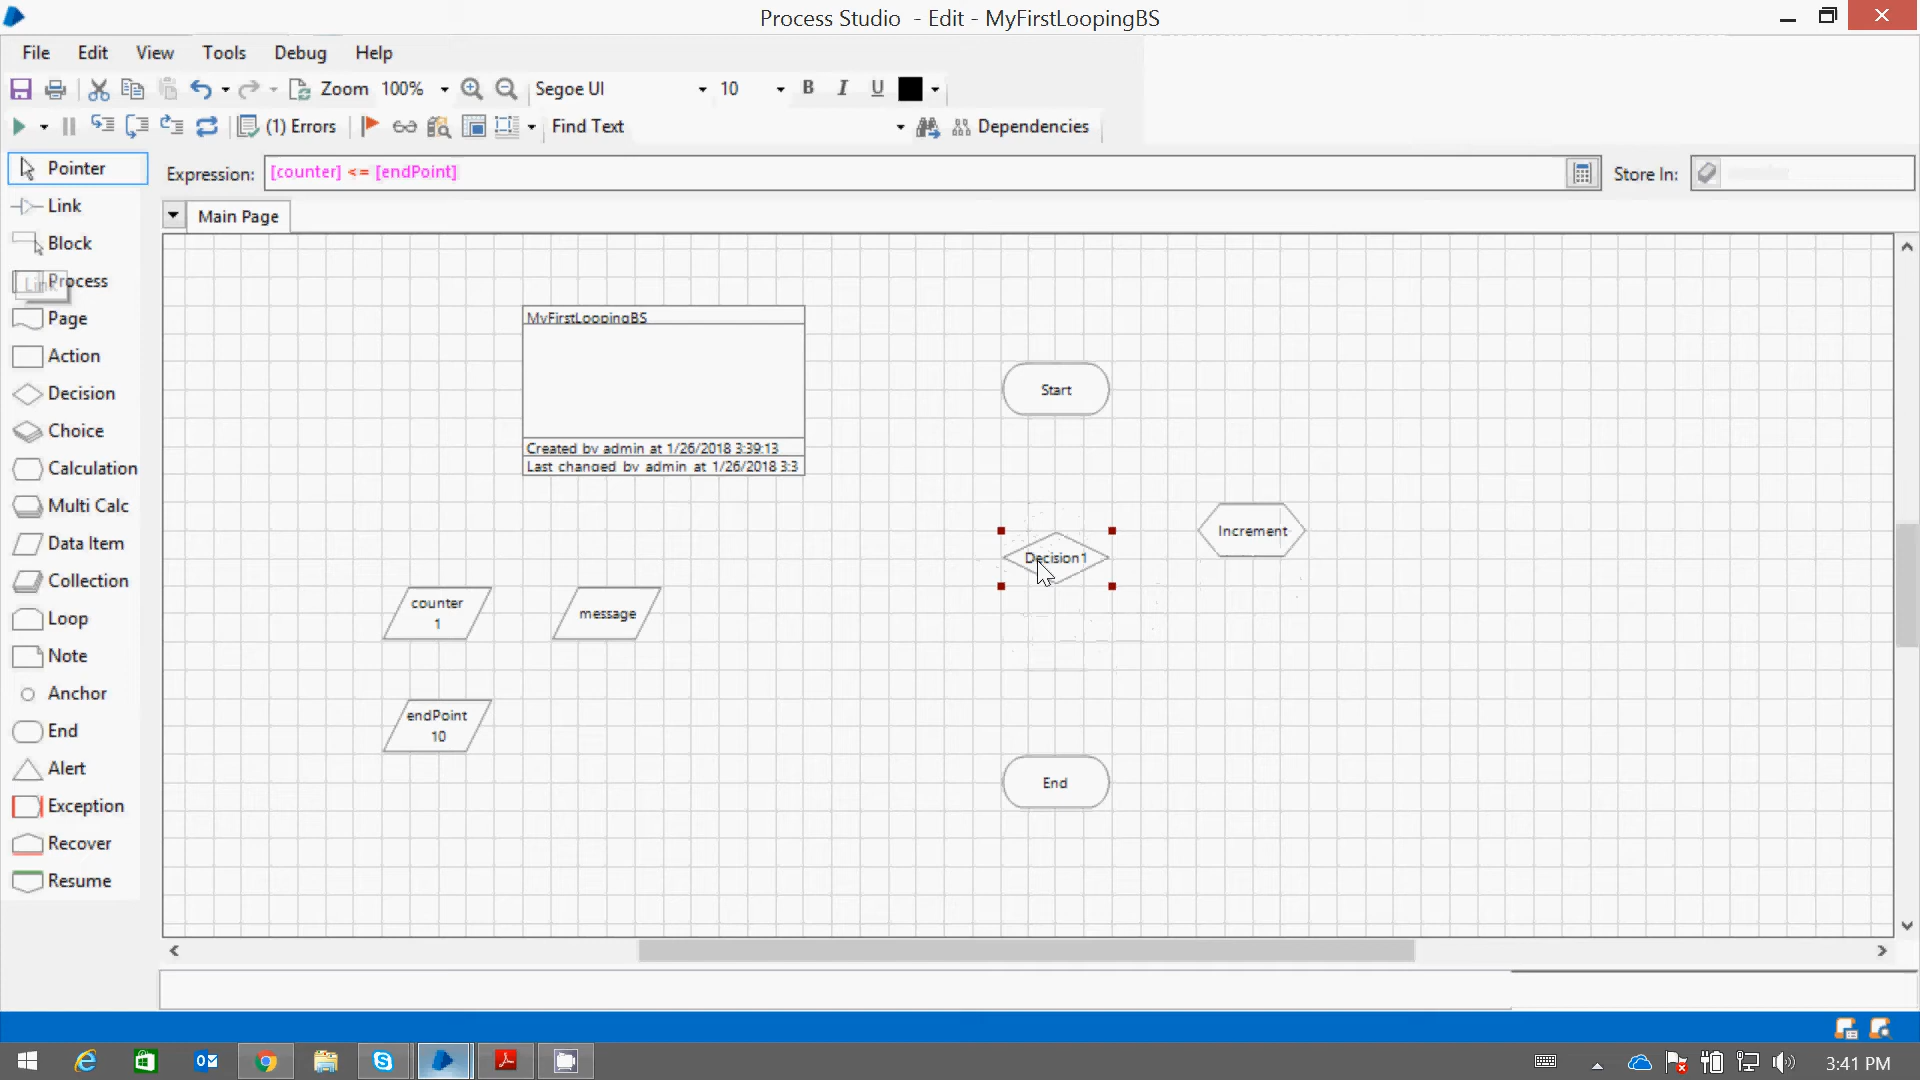 Process Studio - Edit - MyFirstLoopingBS
File Edit View Tools Debug Help
Zoom 100% Segoe UI 10 B I U
(1) Errors Find Text Dependencies
Pointer
Expression: [counter] <= [endPoint] Store In:
Link
Main Page
Block
Process
Link
Page
Action
Decision
Choice
Calculation
Multi Calc
Data Item
Collection
Loop
Note
Anchor
End
Alert
Exception
Recover
Resume
MyFirstLoopingBS
Created by admin at 1/26/2018 3:39:13
Last changed by admin at 1/26/2018 3:3
Start
Decision1
Increment
counter
1
message
endPoint
10
End
3:41 PM